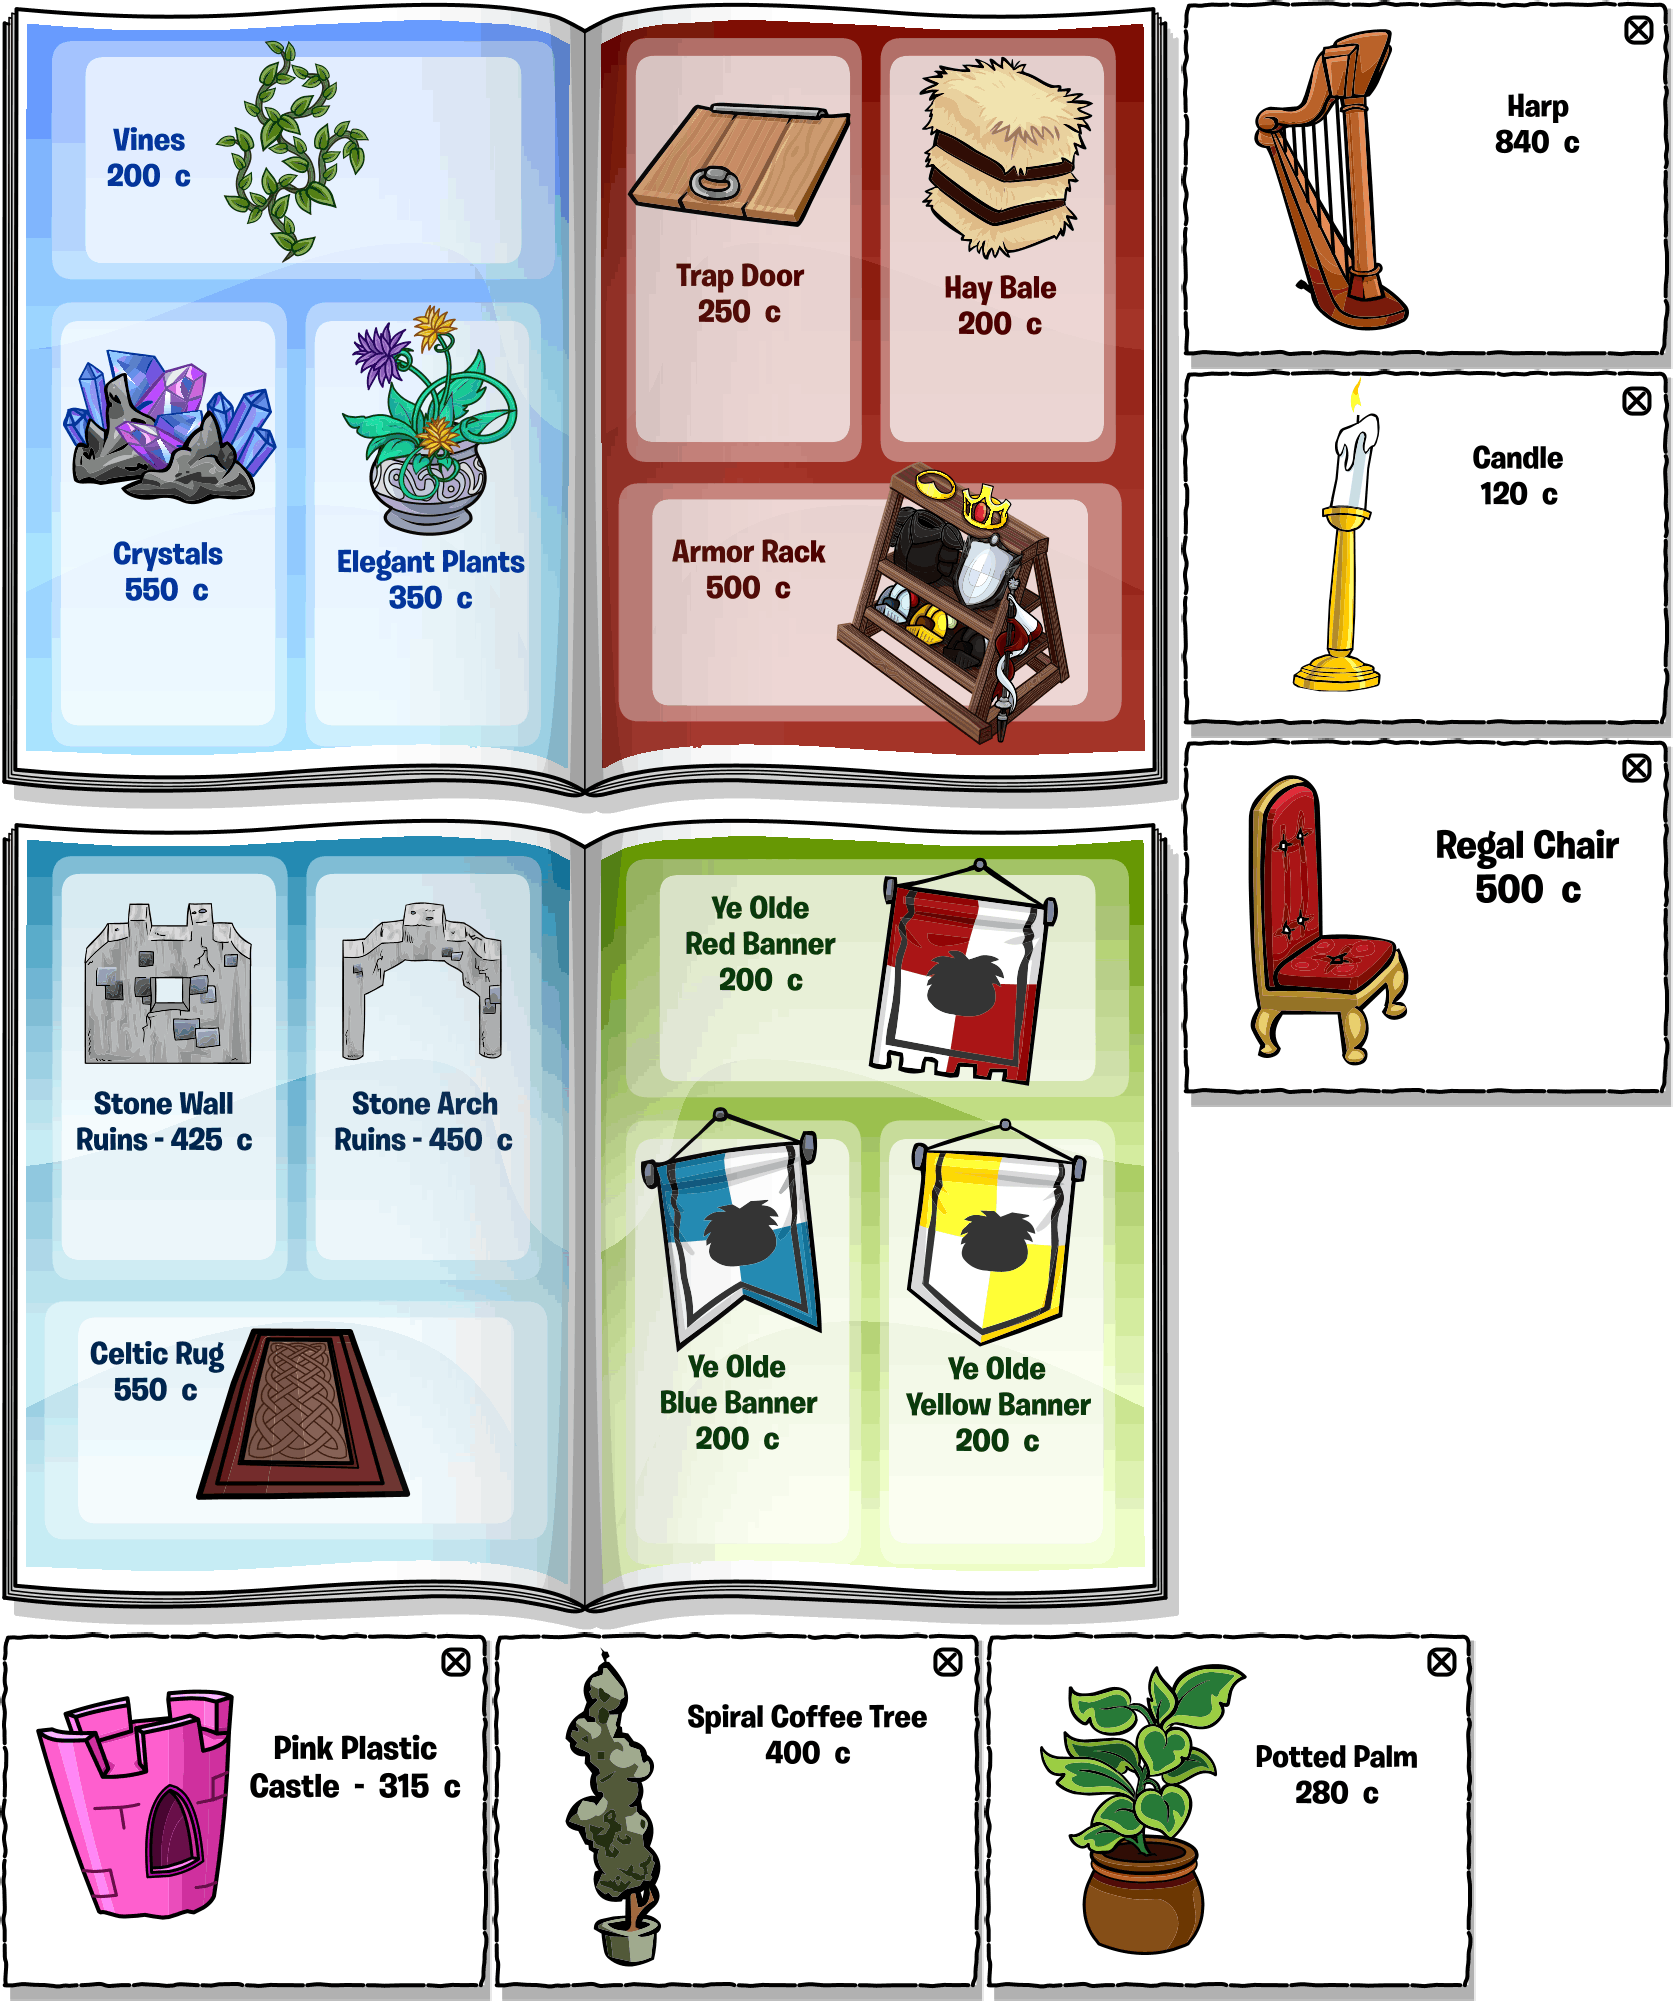 Vines
200 c
Crystals
550 c
Elegant Plants
350 c
Trap Door
250 c
Hay Bale
200 c
Armor Rack
500 c
Harp
840 c
Candle
120 c
Regal Chair
500 c
Stone Wall
Ruins - 425 c
Stone Arch
Ruins - 450 c
Celtic Rug
550 c
Ye Olde
Red Banner
200 c
Ye Olde
Blue Banner
200 c
Ye Olde
Yellow Banner
200 c
Pink Plastic
Castle - 315 c
Spiral Coffee Tree
400 c
Potted Palm
280 c